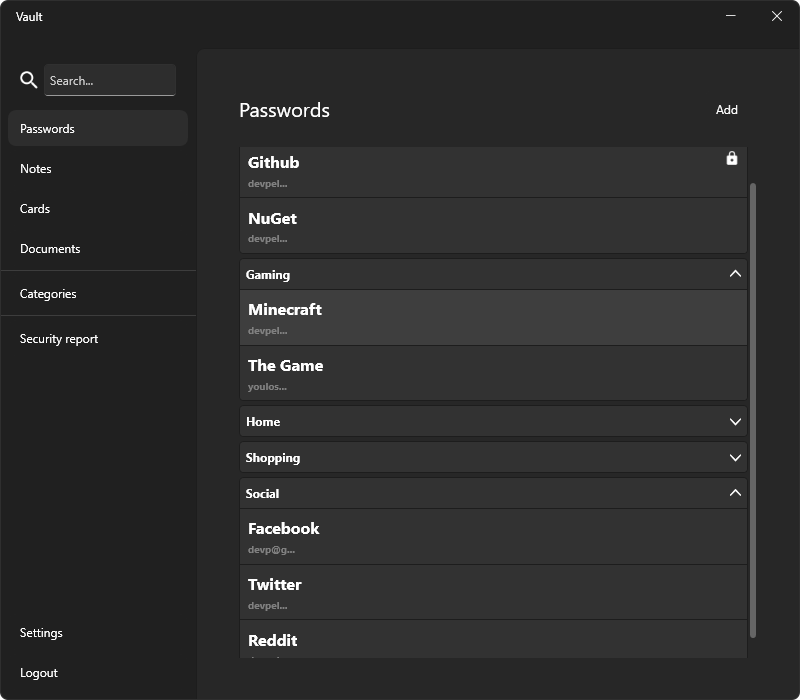 Vault
Search...
Passwords
Notes
Cards
Documents
Categories
Security report
Settings
Logout
Passwords
Add
Github
devpel...
NuGet
devpel...
Gaming
Minecraft
devpel...
The Game
youlos...
Home
Shopping
Social
Facebook
devp@g...
Twitter
devpel...
Reddit